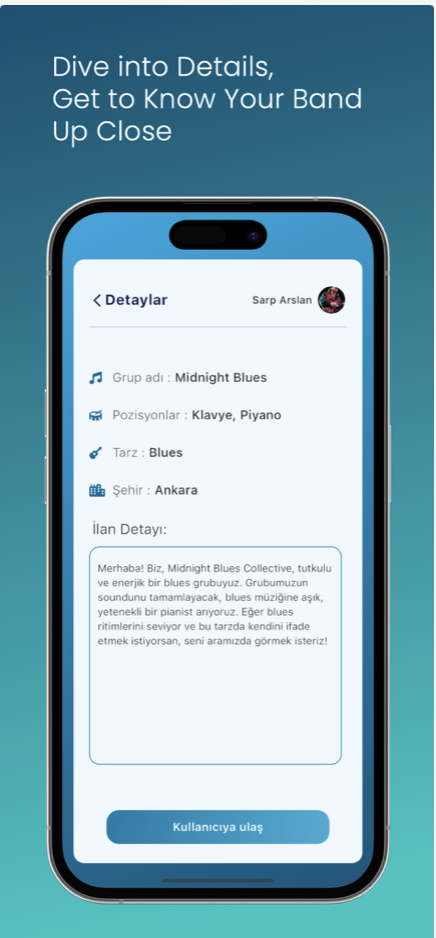 Dive into Details,
Get to Know Your Band
Up Close
Detaylar
Sarp Arslan
Grup adı : Midnight Blues
Pozisyonlar : Klavye, Piyano
Tarz : Blues
Şehir : Ankara
İlan Detayı:
Merhaba! Biz, Midnight Blues Collective, tutkulu
ve enerjik bir blues grubuyuz. Grubumuzun
soundunu tamamlayacak, blues müziğine aşık,
yetenekli bir pianist arıyoruz. Eğer blues
ritimlerini seviyor ve bu tarzda kendini ifade
etmek istiyorsan, seni aramızda görmek isteriz!
Kullanıcıya ulaş